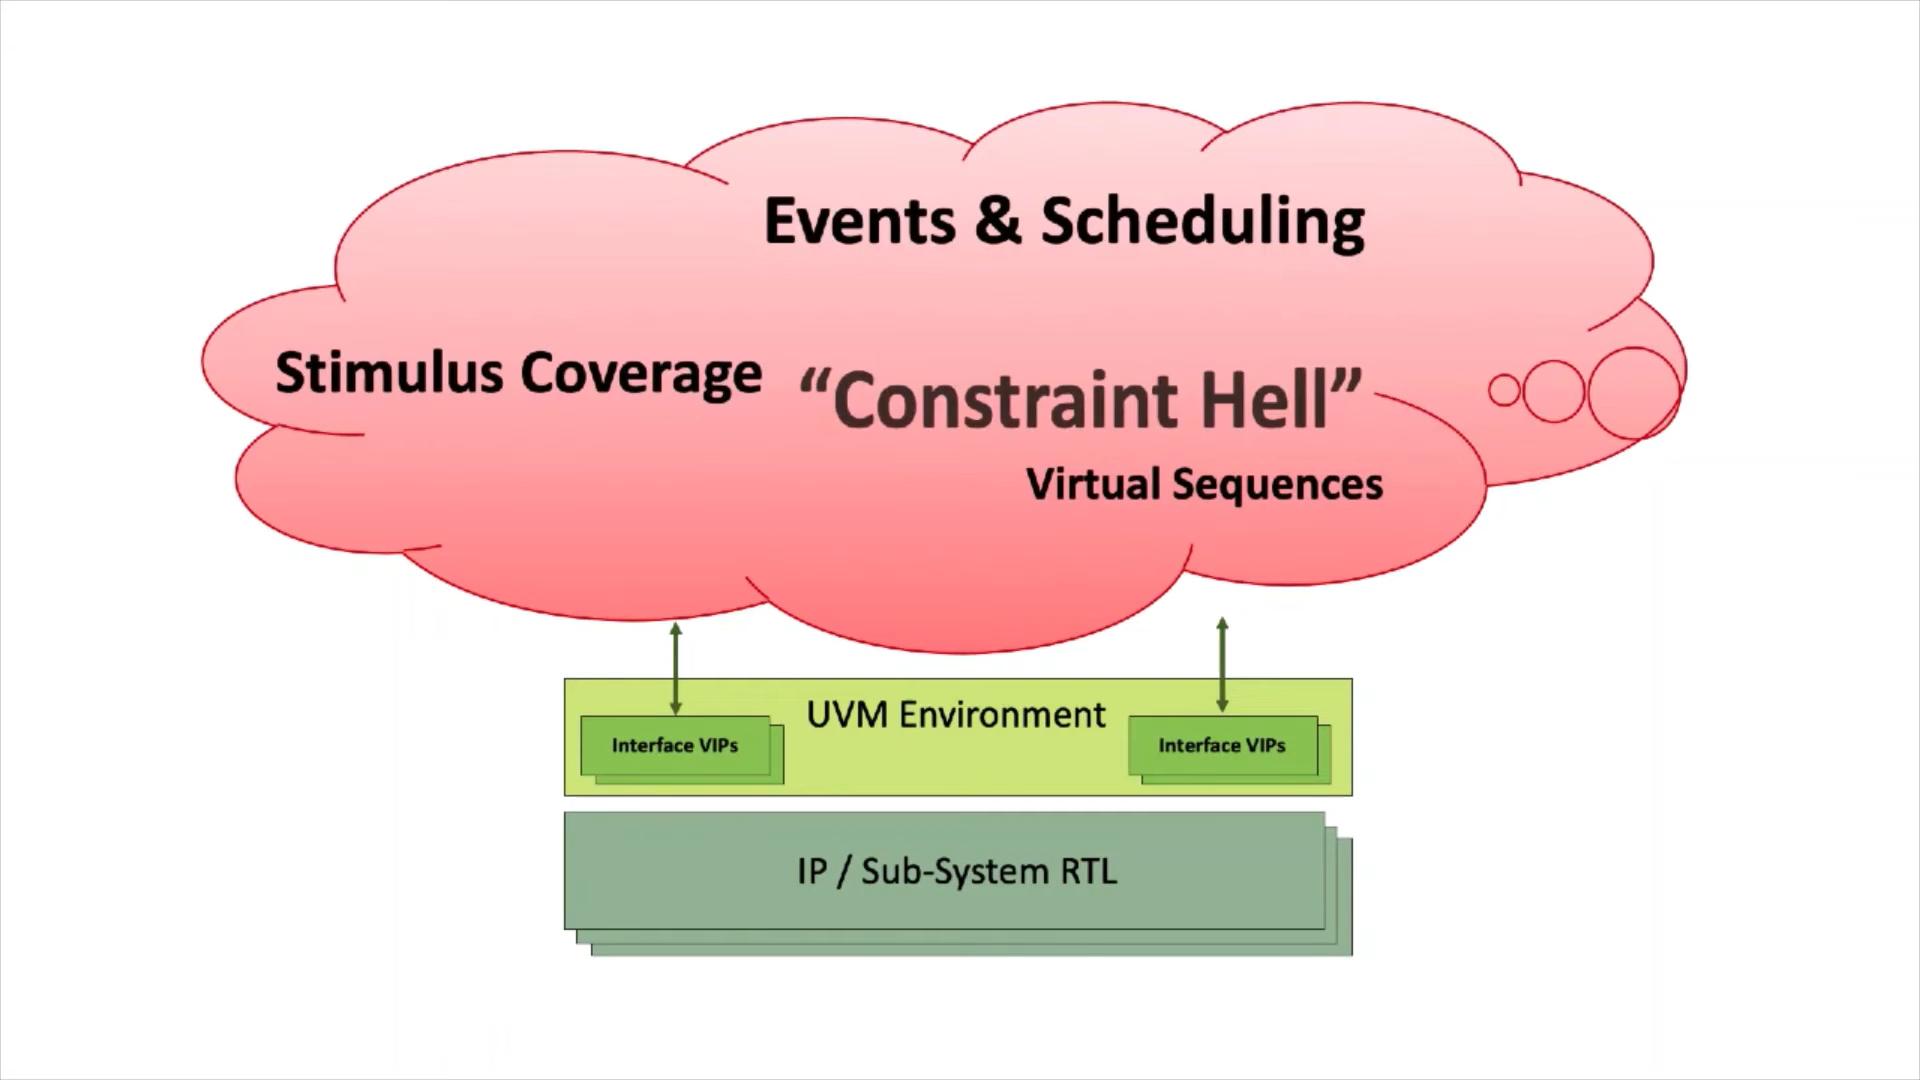 Events & Scheduling
Stimulus Coverage
“Constraint Hell”
Virtual Sequences
UVM Environment
Interface VIPs
Interface VIPs
IP / Sub-System RTL